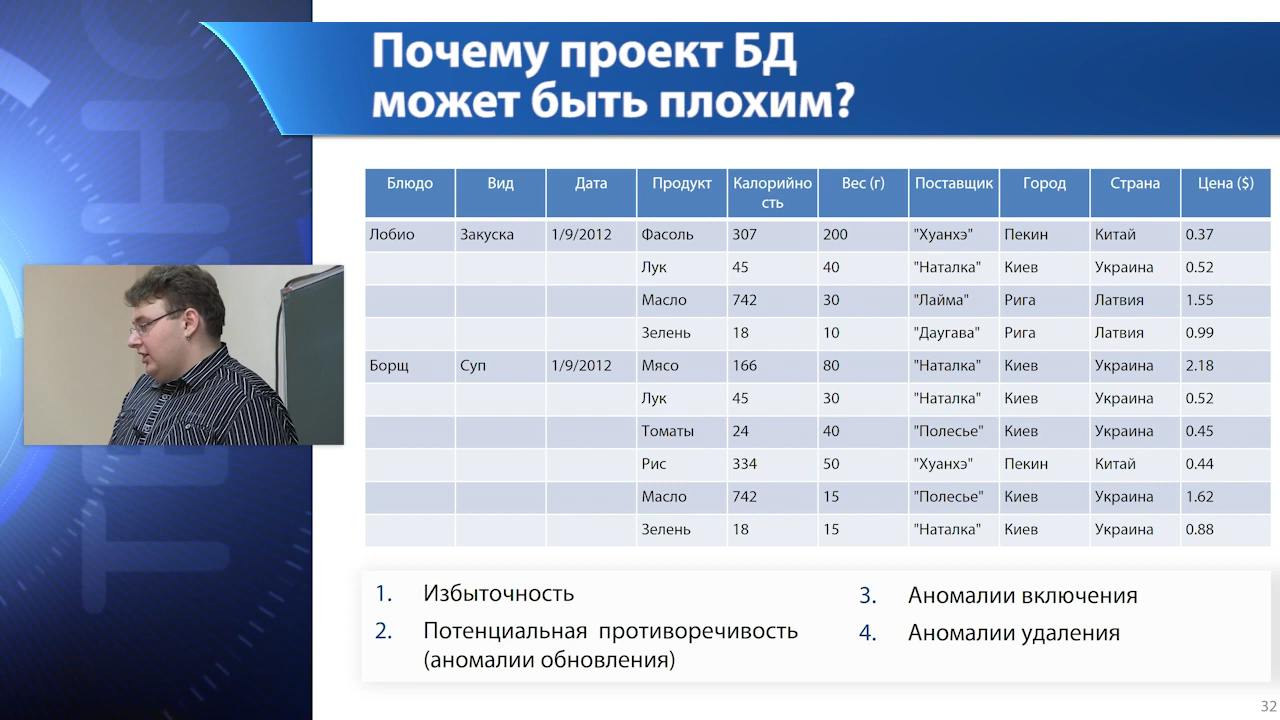 Почему проект БД
может быть плохим?
Блюдо Вид Дата Продукт Калорийно Вес (г) Поставщик Город Страна Цена ($)
сть
Лобио Закуска 1/9/2012 Фасоль 307 200 "Хуанхэ" Пекин Китай 0.37
Лук 45 40 "Наталка" Киев Украина 0.52
Масло 742 30 "Лайма" Рига Латвия 1.55
Зелень 18 10 "Даугава" Рига Латвия 0.99
Борщ Суп 1/9/2012 Мясо 166 80 "Наталка" Киев Украина 2.18
Лук 45 30 "Наталка" Киев Украина 0.52
Томаты 24 40 "Полесье" Киев Украина 0.45
Рис 334 50 "Хуанхэ" Пекин Китай 0.44
Масло 742 15 "Полесье" Киев Украина 1.62
Зелень 18 15 "Наталка" Киев Украина 0.88
1. Избыточность
2. Потенциальная противоречивость
(аномалии обновления)
3. Аномалии включения
4. Аномалии удаления
32